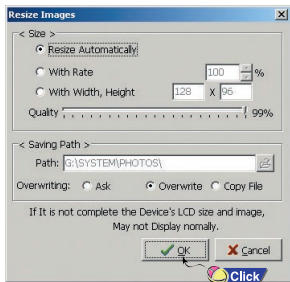 Resize Images
< Size >
Resize Automatically
With Rate 100 %
With Width, Height 128 X 96
Quality 99%
< Saving Path >
Path: G:\SYSTEM\PHOTOS\
Overwriting: Ask Overwrite Copy File
If It is not complete the Device's LCD size and image,
May not Display nomally.
OK Cancel
Click